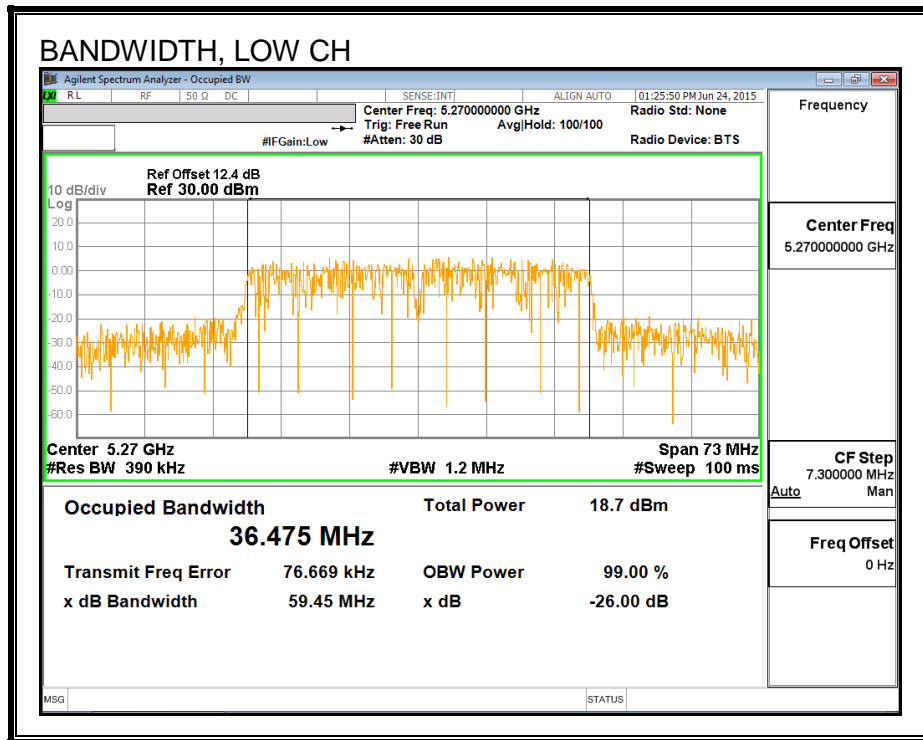 BANDWIDTH, LOW CH
Agilent Spectrum Analyzer - Occupied BW
LXI RL RF 50 Ω DC SENSE:INT ALIGN AUTO 01:25:50 PM Jun 24, 2015
Center Freq: 5.270000000 GHz Radio Std: None
Trig: Free Run Avg|Hold: 100/100
#IFGain:Low #Atten: 30 dB Radio Device: BTS
Frequency
Ref Offset 12.4 dB
10 dB/div Ref 30.00 dBm
Log
20.0
10.0
0.00
-10.0
-20.0
-30.0
-40.0
-50.0
-60.0
Center 5.27 GHz Span 73 MHz
#Res BW 390 kHz #VBW 1.2 MHz #Sweep 100 ms
Center Freq
5.270000000 GHz
CF Step
7.300000 MHz
Auto Man
Freq Offset
0 Hz
Occupied Bandwidth Total Power 18.7 dBm
36.475 MHz
Transmit Freq Error 76.669 kHz OBW Power 99.00 %
x dB Bandwidth 59.45 MHz x dB -26.00 dB
MSG STATUS